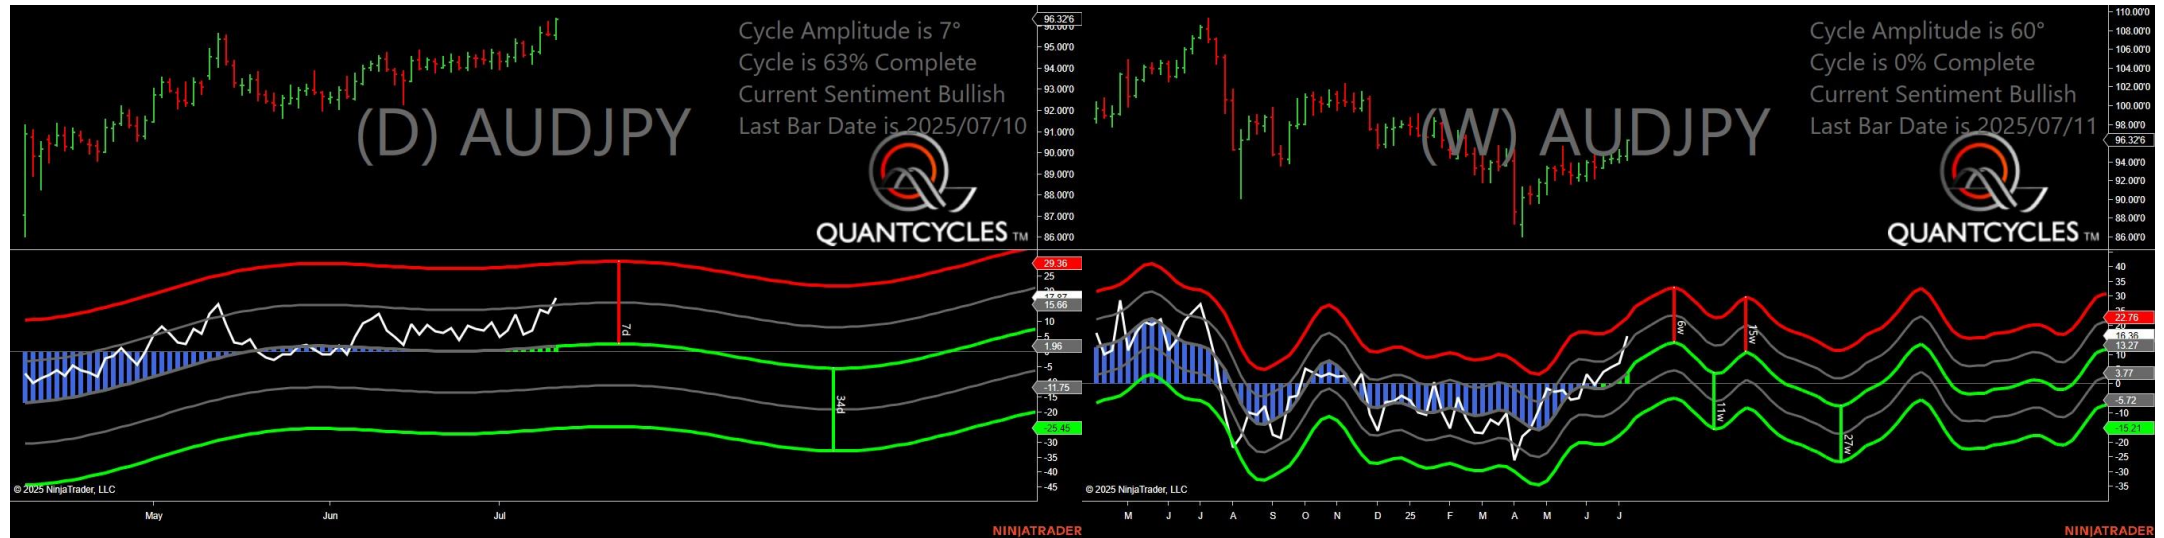 Cycle Amplitude is 7°
Cycle is 63% Complete
Current Sentiment Bullish
Last Bar Date is 2025/07/10
(D) AUDJPY
QUANTCYCLES TM
96.32'6
95.00'0
94.00'0
93.00'0
92.00'0
91.00'0
90.00'0
89.00'0
88.00'0
87.00'0
86.00'0
29.36
25
15.66
10
5
1.96
-5
-11.75
-15
-20
-25.45
-30
-35
-40
-45
7d
34d
© 2025 NinjaTrader, LLC
May Jun Jul
NINJATRADER
Cycle Amplitude is 60°
Cycle is 0% Complete
Current Sentiment Bullish
Last Bar Date is 2025/07/11
(W) AUDJPY
QUANTCYCLES TM
110.00'0
108.00'0
106.00'0
104.00'0
102.00'0
100.00'0
98.00'0
96.32'6
94.00'0
92.00'0
90.00'0
88.00'0
86.00'0
40
35
30
22.76
16.36
13.27
10
3.77
0
-5.72
-10
-15.21
-20
-25
-30
-35
6w
15w
11w
27w
© 2025 NinjaTrader, LLC
M J J A S O N D 25 F M A M J J
NINJATRADER